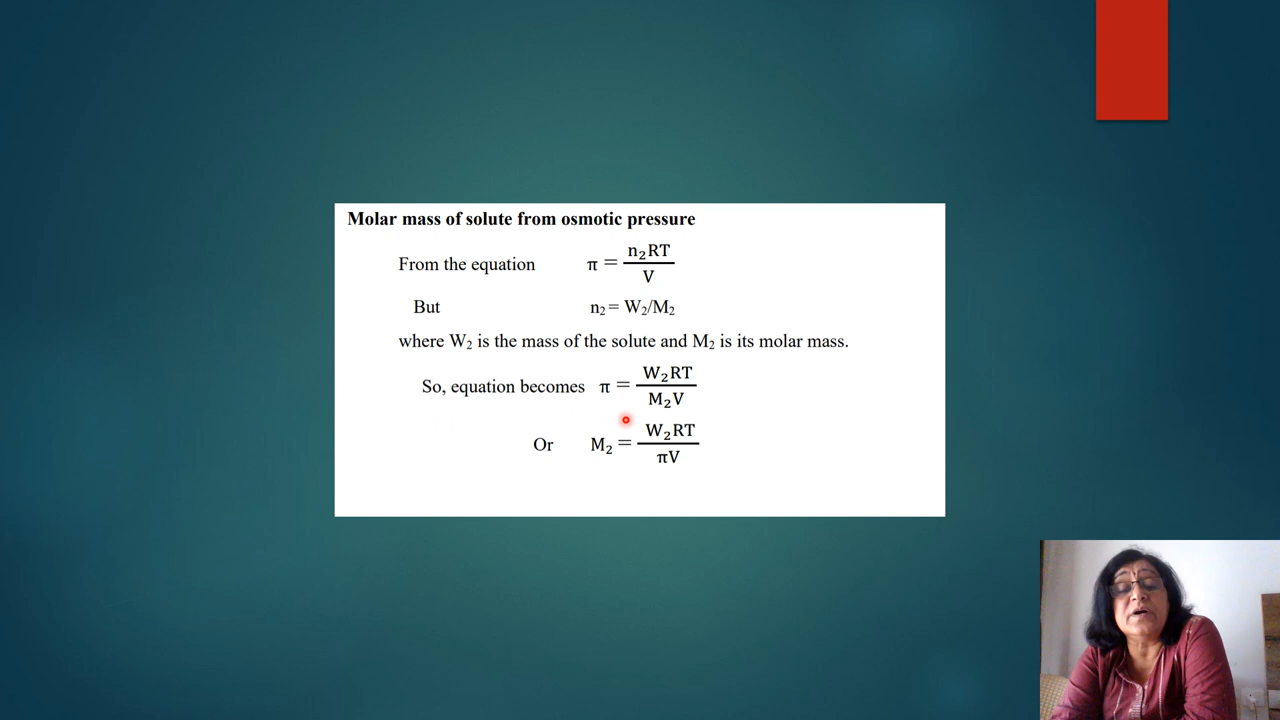 Molar mass of solute from osmotic pressure
From the equation π = n₂RT/V
But n₂ = W₂/M₂
where W₂ is the mass of the solute and M₂ is its molar mass.
So, equation becomes π = W₂RT/M₂V
Or M₂ = W₂RT/πV